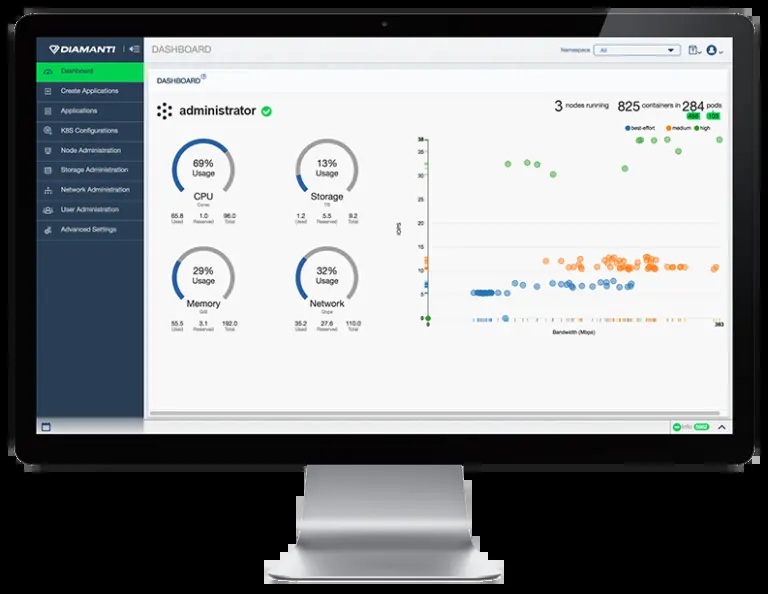 DIAMANTI
DASHBOARD
Namespace
All
Dashboard
Create Applications
Applications
K8S Configurations
Node Administration
Storage Administration
Network Administration
User Administration
Advanced Settings
DASHBOARD
administrator
3 nodes running 825 containers in 284 pods
best-effort medium high
69%
Usage
CPU
Cores
65.8 1.0 96.0
Used Reserved Total
13%
Usage
Storage
TB
1.2 5.5 9.2
Used Reserved Total
29%
Usage
Memory
GiB
55.5 3.1 192.0
Used Reserved Total
32%
Usage
Network
Gbps
35.2 27.6 110.0
Used Reserved Total
IOPS
38
35
30
25
20
15
10
5
0
0
383
Bandwidth (Mbps)
Info